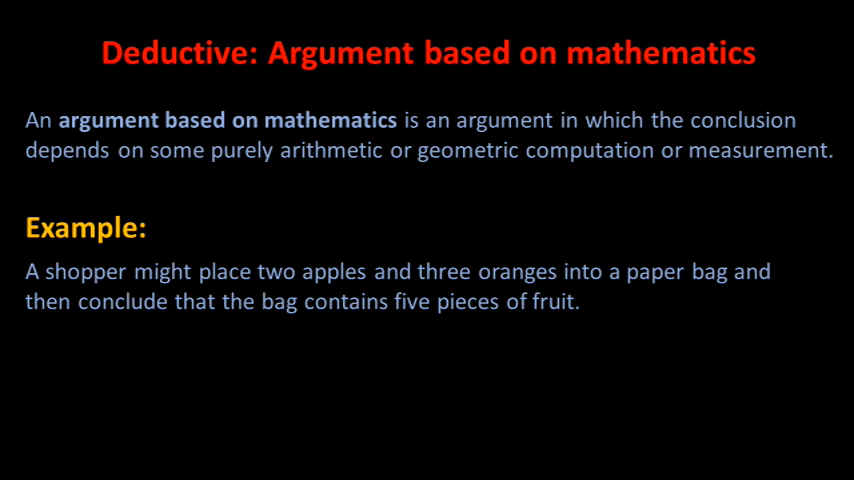 Deductive: Argument based on mathematics
An argument based on mathematics is an argument in which the conclusion
depends on some purely arithmetic or geometric computation or measurement.
Example:
A shopper might place two apples and three oranges into a paper bag and
then conclude that the bag contains five pieces of fruit.